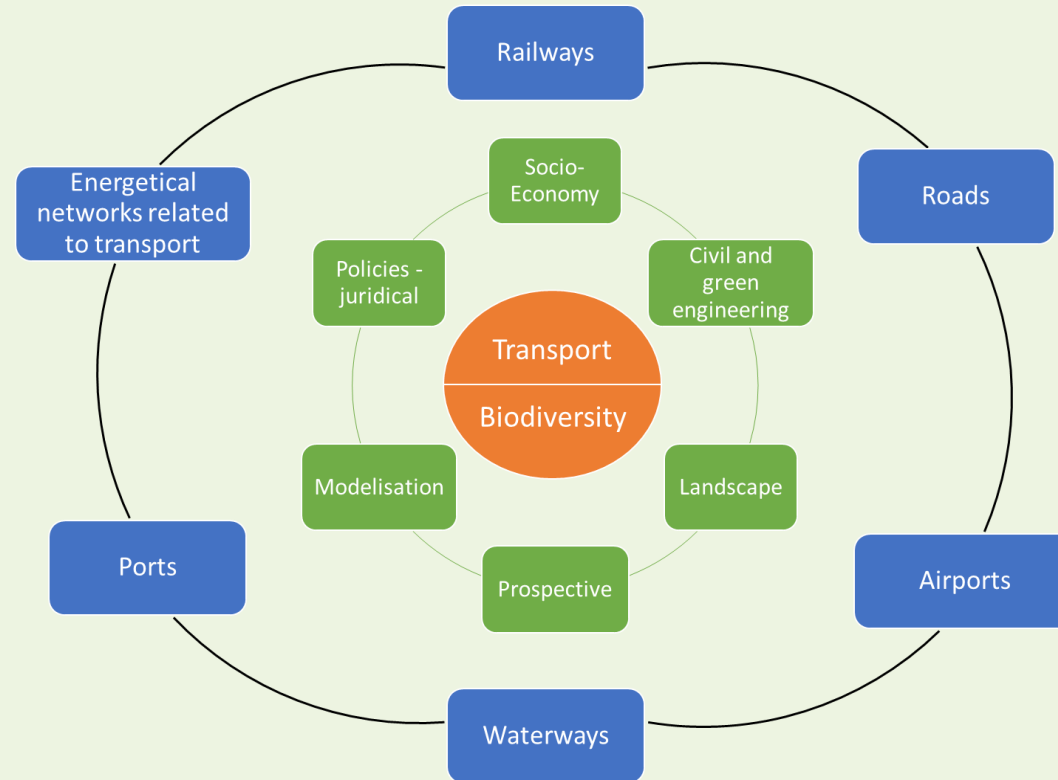 Railways
Energetical
networks related
to transport
Roads
Socio-
Economy
Policies -
juridical
Civil and
green
engineering
Transport
Biodiversity
Modelisation
Landscape
Ports
Prospective
Airports
Waterways